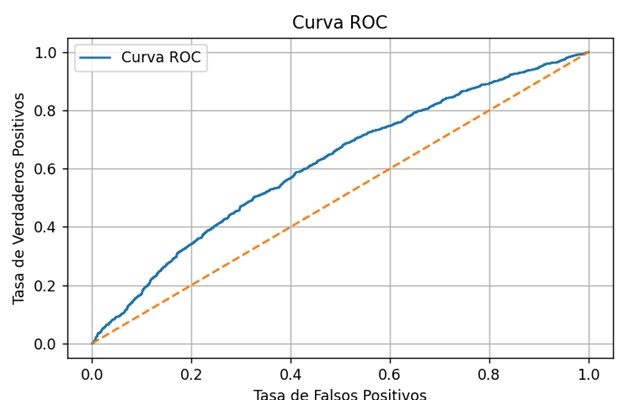 Curva ROC
Curva ROC
Tasa de Verdaderos Positivos
1.0
0.8
0.6
0.4
0.2
0.0
0.0 0.2 0.4 0.6 0.8 1.0
Tasa de Falsos Positivos